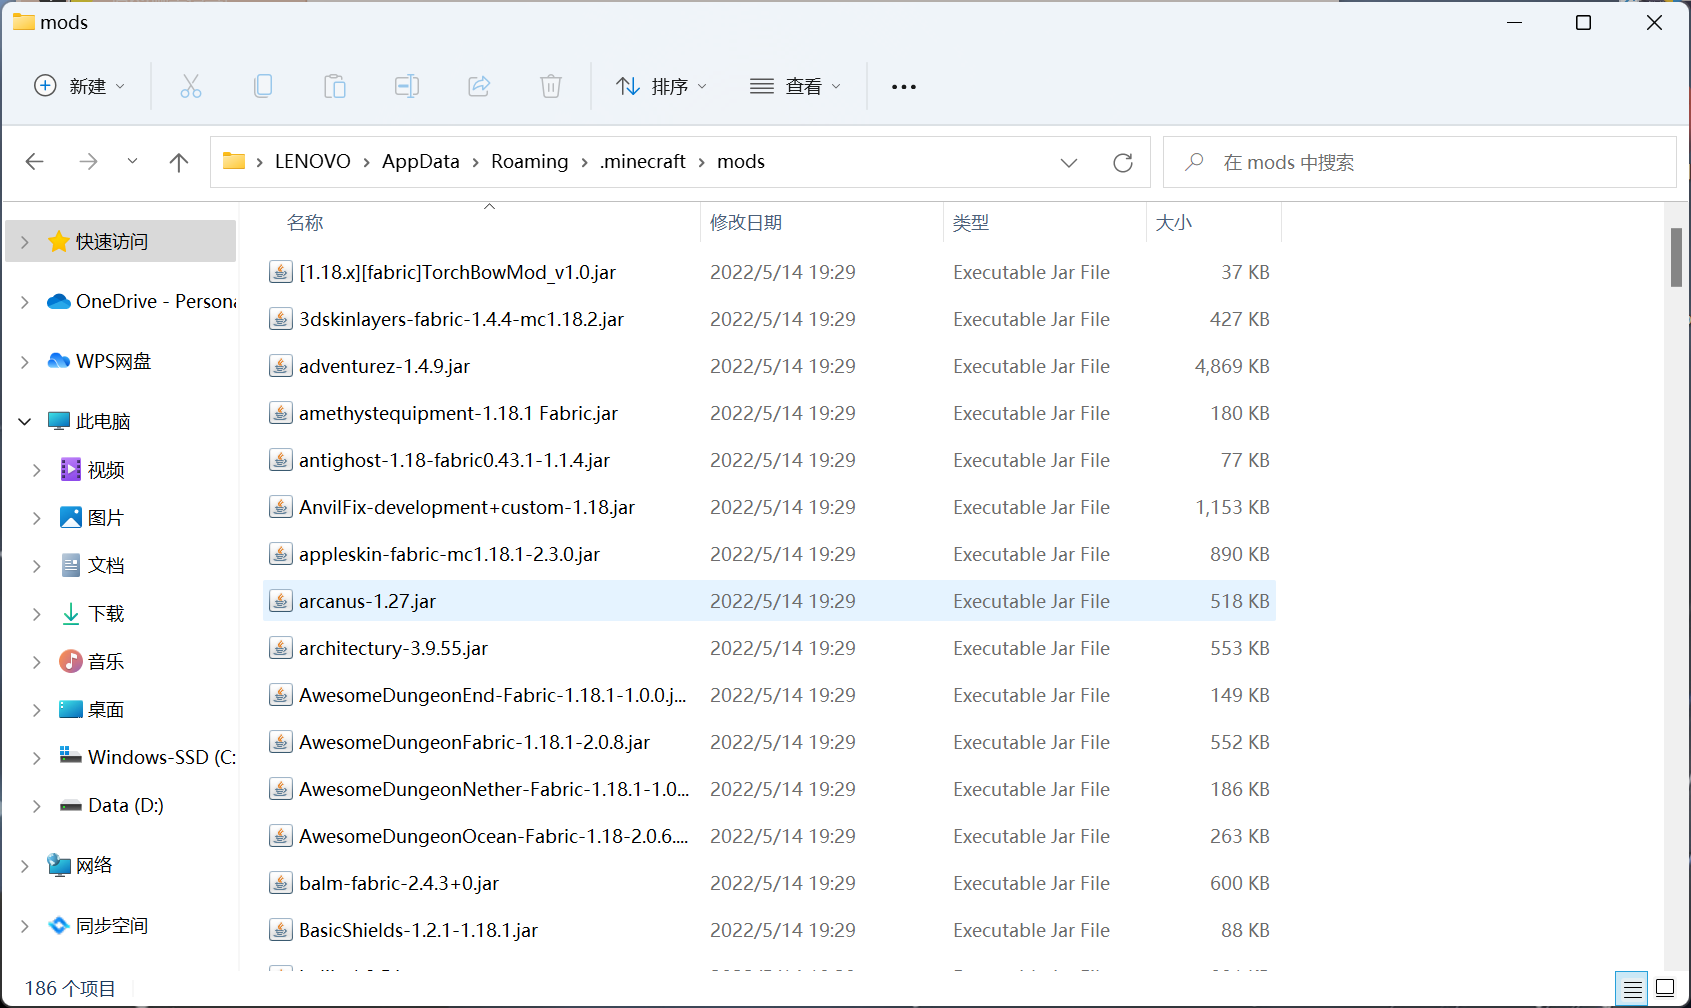 mods
新建
排序
查看
LENOVO > AppData > Roaming > .minecraft > mods
在 mods 中搜索
名称 修改日期 类型 大小
快速访问
OneDrive - Persona
WPS网盘
此电脑
视频
图片
文档
下载
音乐
桌面
Windows-SSD (C:
Data (D:)
网络
同步空间
[1.18.x][fabric]TorchBowMod_v1.0.jar 2022/5/14 19:29 Executable Jar File 37 KB
3dskinlayers-fabric-1.4.4-mc1.18.2.jar 2022/5/14 19:29 Executable Jar File 427 KB
adventurez-1.4.9.jar 2022/5/14 19:29 Executable Jar File 4,869 KB
amethystequipment-1.18.1 Fabric.jar 2022/5/14 19:29 Executable Jar File 180 KB
antighost-1.18-fabric0.43.1-1.1.4.jar 2022/5/14 19:29 Executable Jar File 77 KB
AnvilFix-development+custom-1.18.jar 2022/5/14 19:29 Executable Jar File 1,153 KB
appleskin-fabric-mc1.18.1-2.3.0.jar 2022/5/14 19:29 Executable Jar File 890 KB
arcanus-1.27.jar 2022/5/14 19:29 Executable Jar File 518 KB
architectury-3.9.55.jar 2022/5/14 19:29 Executable Jar File 553 KB
AwesomeDungeonEnd-Fabric-1.18.1-1.0.0.j... 2022/5/14 19:29 Executable Jar File 149 KB
AwesomeDungeonFabric-1.18.1-2.0.8.jar 2022/5/14 19:29 Executable Jar File 552 KB
AwesomeDungeonNether-Fabric-1.18.1-1.0... 2022/5/14 19:29 Executable Jar File 186 KB
AwesomeDungeonOcean-Fabric-1.18-2.0.6.... 2022/5/14 19:29 Executable Jar File 263 KB
balm-fabric-2.4.3+0.jar 2022/5/14 19:29 Executable Jar File 600 KB
BasicShields-1.2.1-1.18.1.jar 2022/5/14 19:29 Executable Jar File 88 KB
186 个项目